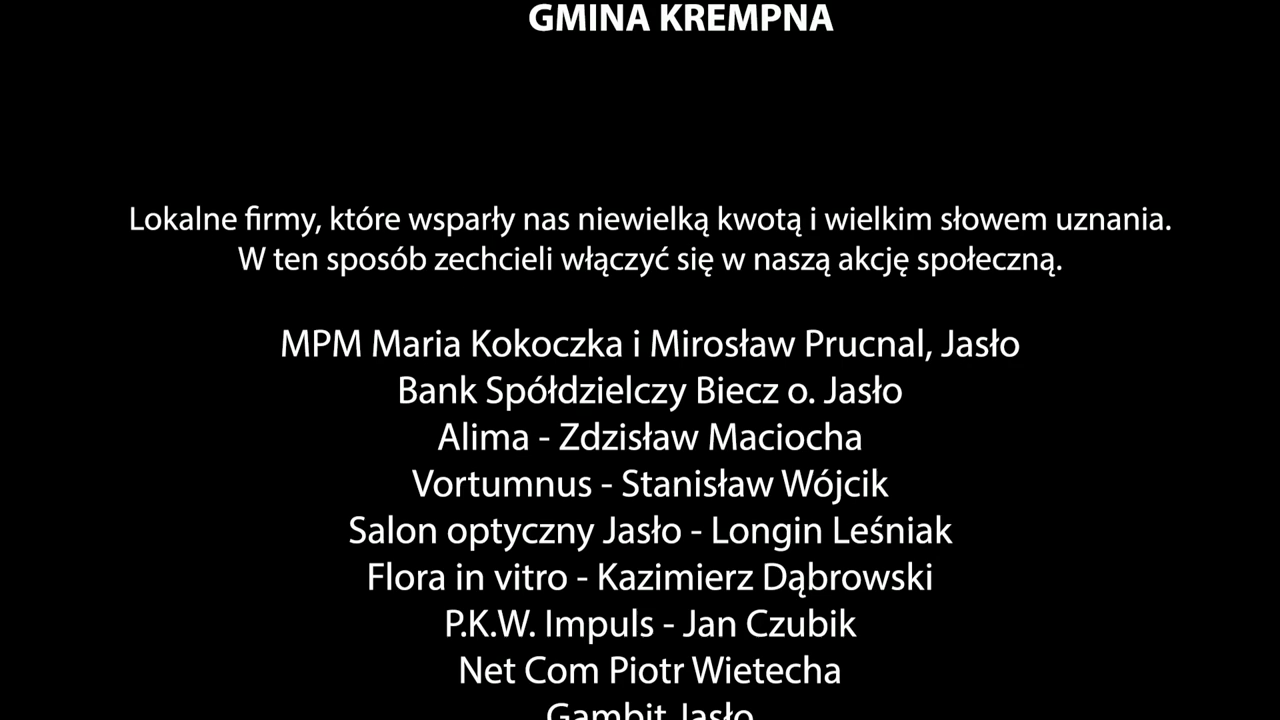 GMINA KREMPNA
Lokalne firmy, które wsparły nas niewielką kwotą i wielkim słowem uznania.
W ten sposób zechcieli włączyć się w naszą akcję społeczną.
MPM Maria Kokoczka i Mirosław Prucnal, Jasło
Bank Spółdzielczy Biecz o. Jasło
Alima - Zdzisław Maciocha
Vortumnus - Stanisław Wójcik
Salon optyczny Jasło - Longin Leśniak
Flora in vitro - Kazimierz Dąbrowski
P.K.W. Impuls - Jan Czubik
Net Com Piotr Wietecha
Gambit Jasło